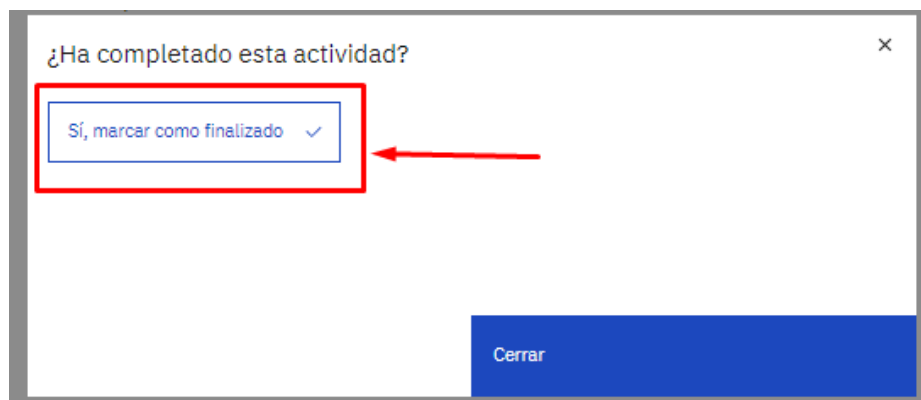 ¿Ha completado esta actividad?
Sí, marcar como finalizado
Cerrar